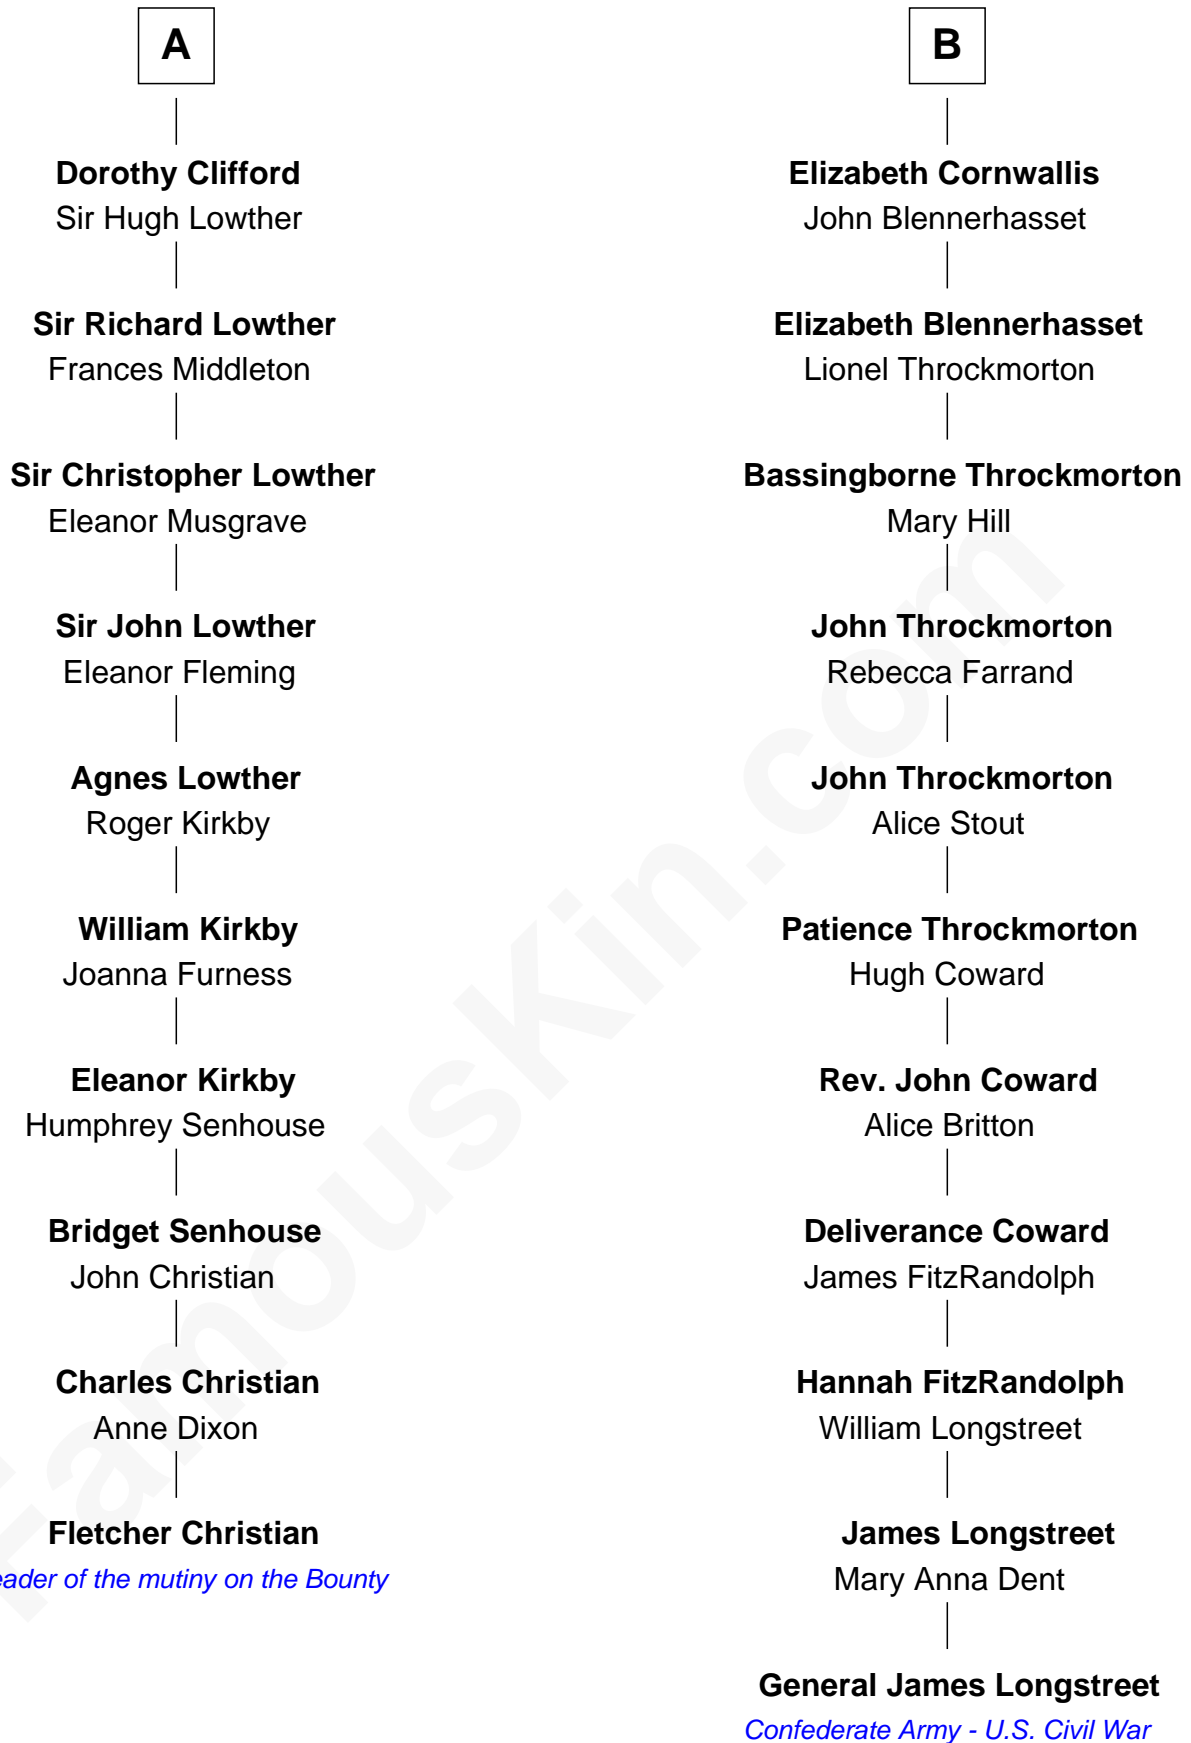 A
Dorothy Clifford
Sir Hugh Lowther
Sir Richard Lowther
Frances Middleton
Sir Christopher Lowther
Eleanor Musgrave
Sir John Lowther
Eleanor Fleming
Agnes Lowther
Roger Kirkby
William Kirkby
Joanna Furness
Eleanor Kirkby
Humphrey Senhouse
Bridget Senhouse
John Christian
Charles Christian
Anne Dixon
Fletcher Christian
eader of the mutiny on the Bounty
B
Elizabeth Cornwallis
John Blennerhasset
Elizabeth Blennerhasset
Lionel Throckmorton
Bassingborne Throckmorton
Mary Hill
John Throckmorton
Rebecca Farrand
John Throckmorton
Alice Stout
Patience Throckmorton
Hugh Coward
Rev. John Coward
Alice Britton
Deliverance Coward
James FitzRandolph
Hannah FitzRandolph
William Longstreet
James Longstreet
Mary Anna Dent
General James Longstreet
Confederate Army - U.S. Civil War
FamousKin.com